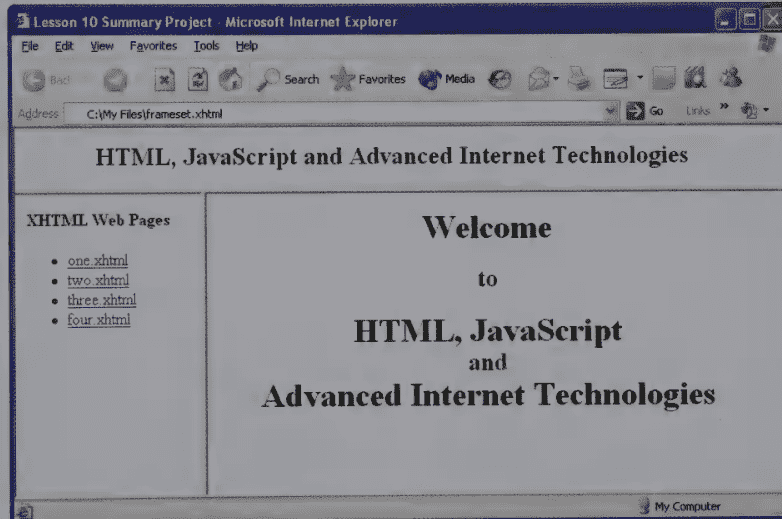 Lesson 10 Summary Project - Microsoft Internet Explorer
File Edit View Favorites Tools Help
Back Search Favorites Media
Address C:\My Files\frameset.xhtml Go Links »
HTML, JavaScript and Advanced Internet Technologies
XHTML Web Pages
• one.xhtml
• two.xhtml
• three.xhtml
• four.xhtml
Welcome
to
HTML, JavaScript
and
Advanced Internet Technologies
My Computer